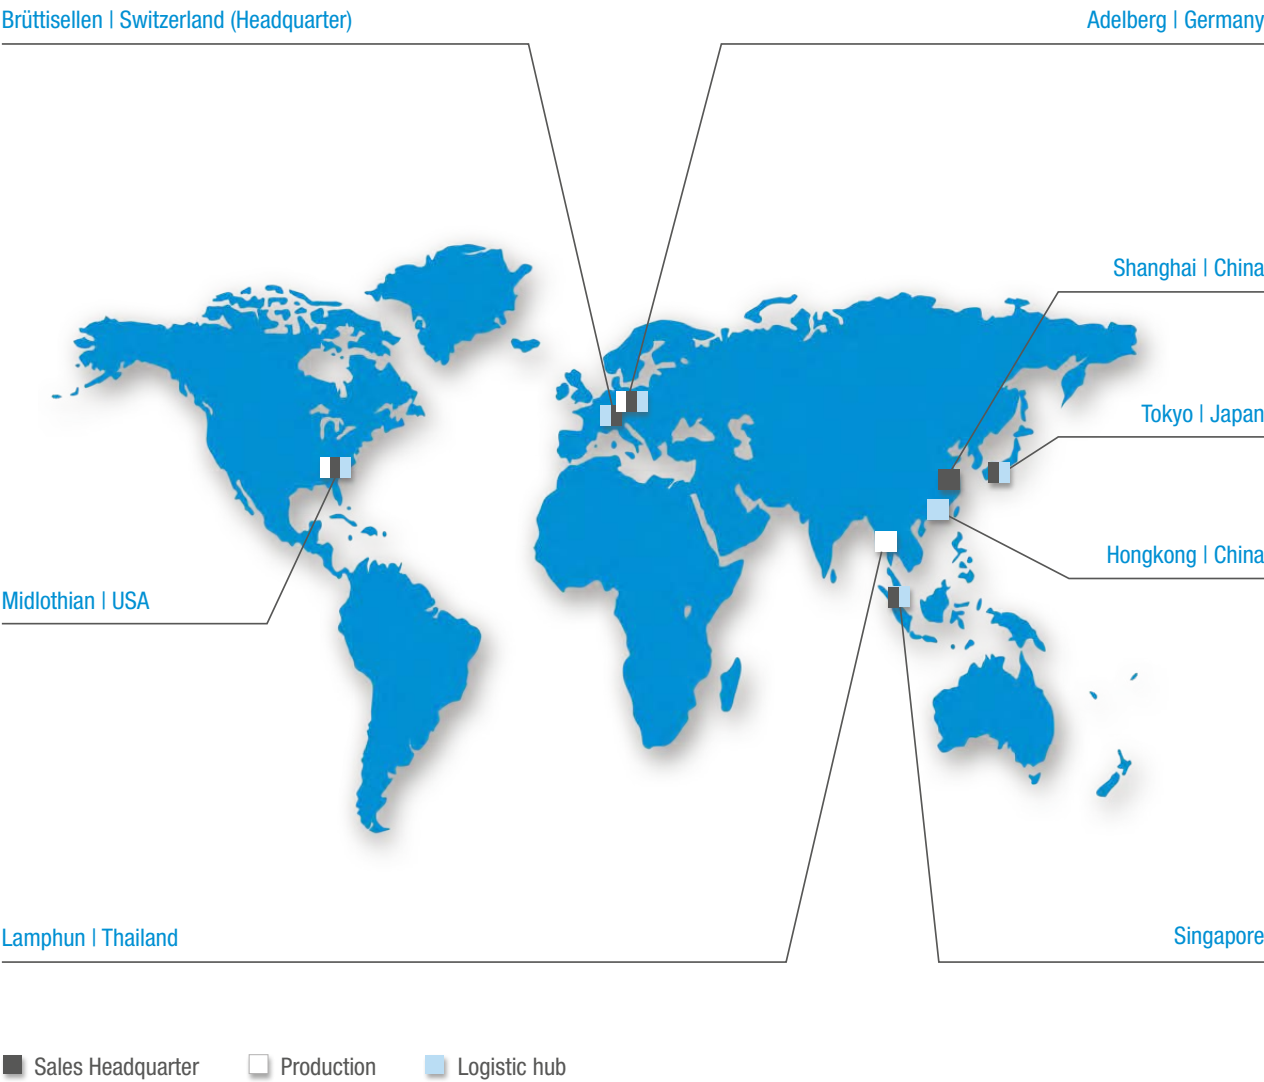 Brüttisellen | Switzerland (Headquarter)
Adelberg | Germany
Shanghai | China
Tokyo | Japan
Hongkong | China
Midlothian | USA
Lamphun | Thailand
Singapore
Sales Headquarter
Production
Logistic hub